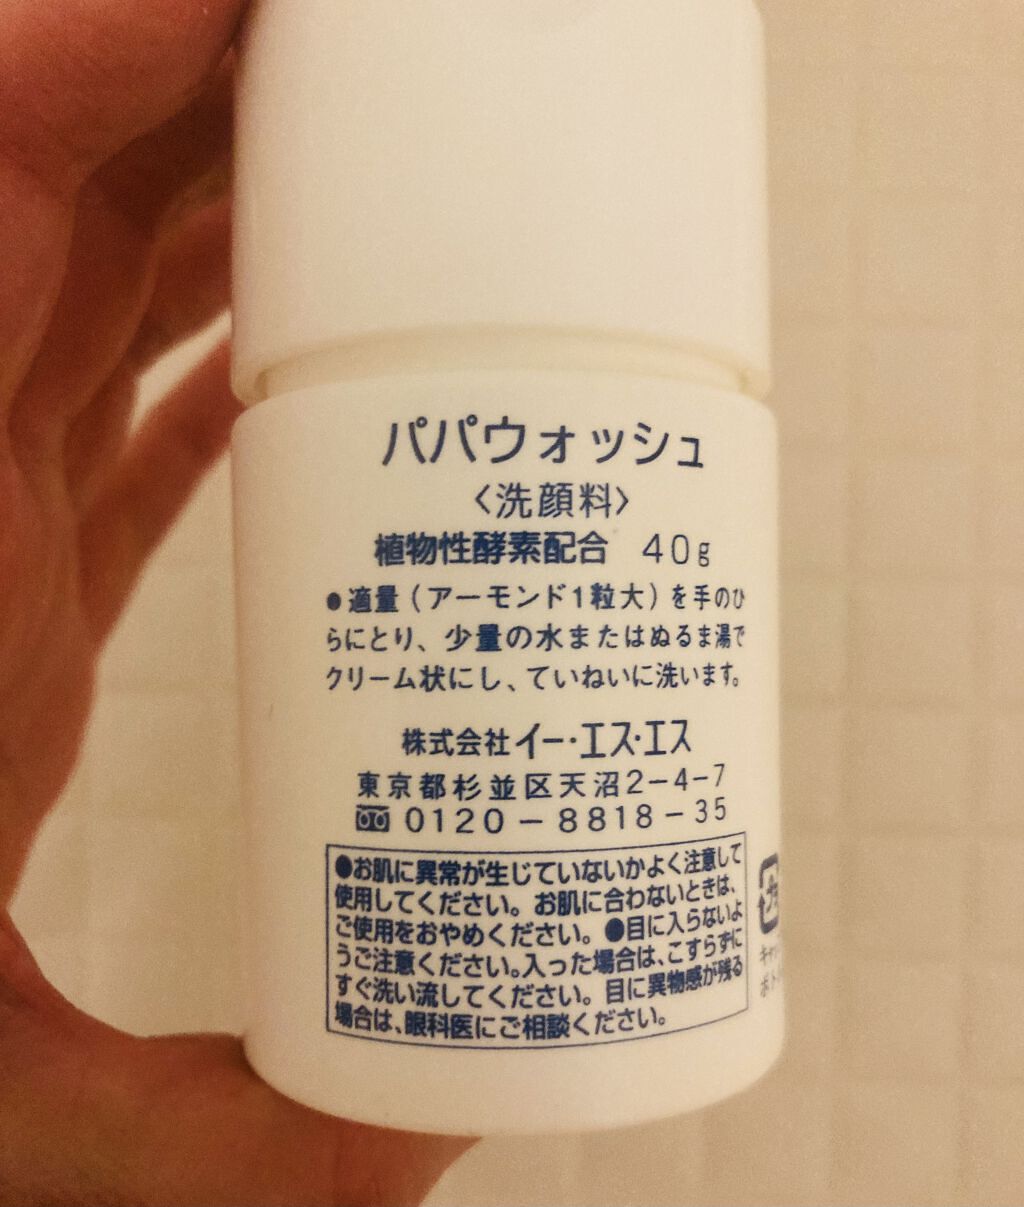 パパウォッシュ
〈洗顔料〉
植物性酵素配合 40g
●適量(アーモンド1粒大)を手のひ
らにとり、少量の水またはぬるま湯で
クリーム状にし、ていねいに洗います。
株式会社イー・エス・エス
東京都杉並区天沼2-4-7
0120-8818-35
●お肌に異常が生じていないかよく注意して
使用してください。お肌に合わないときは、
ご使用をおやめください。●目に入らないよ
うご注意ください。入った場合は、こすらずに
すぐ洗い流してください。目に異物感が残る
場合は、眼科医にご相談ください。